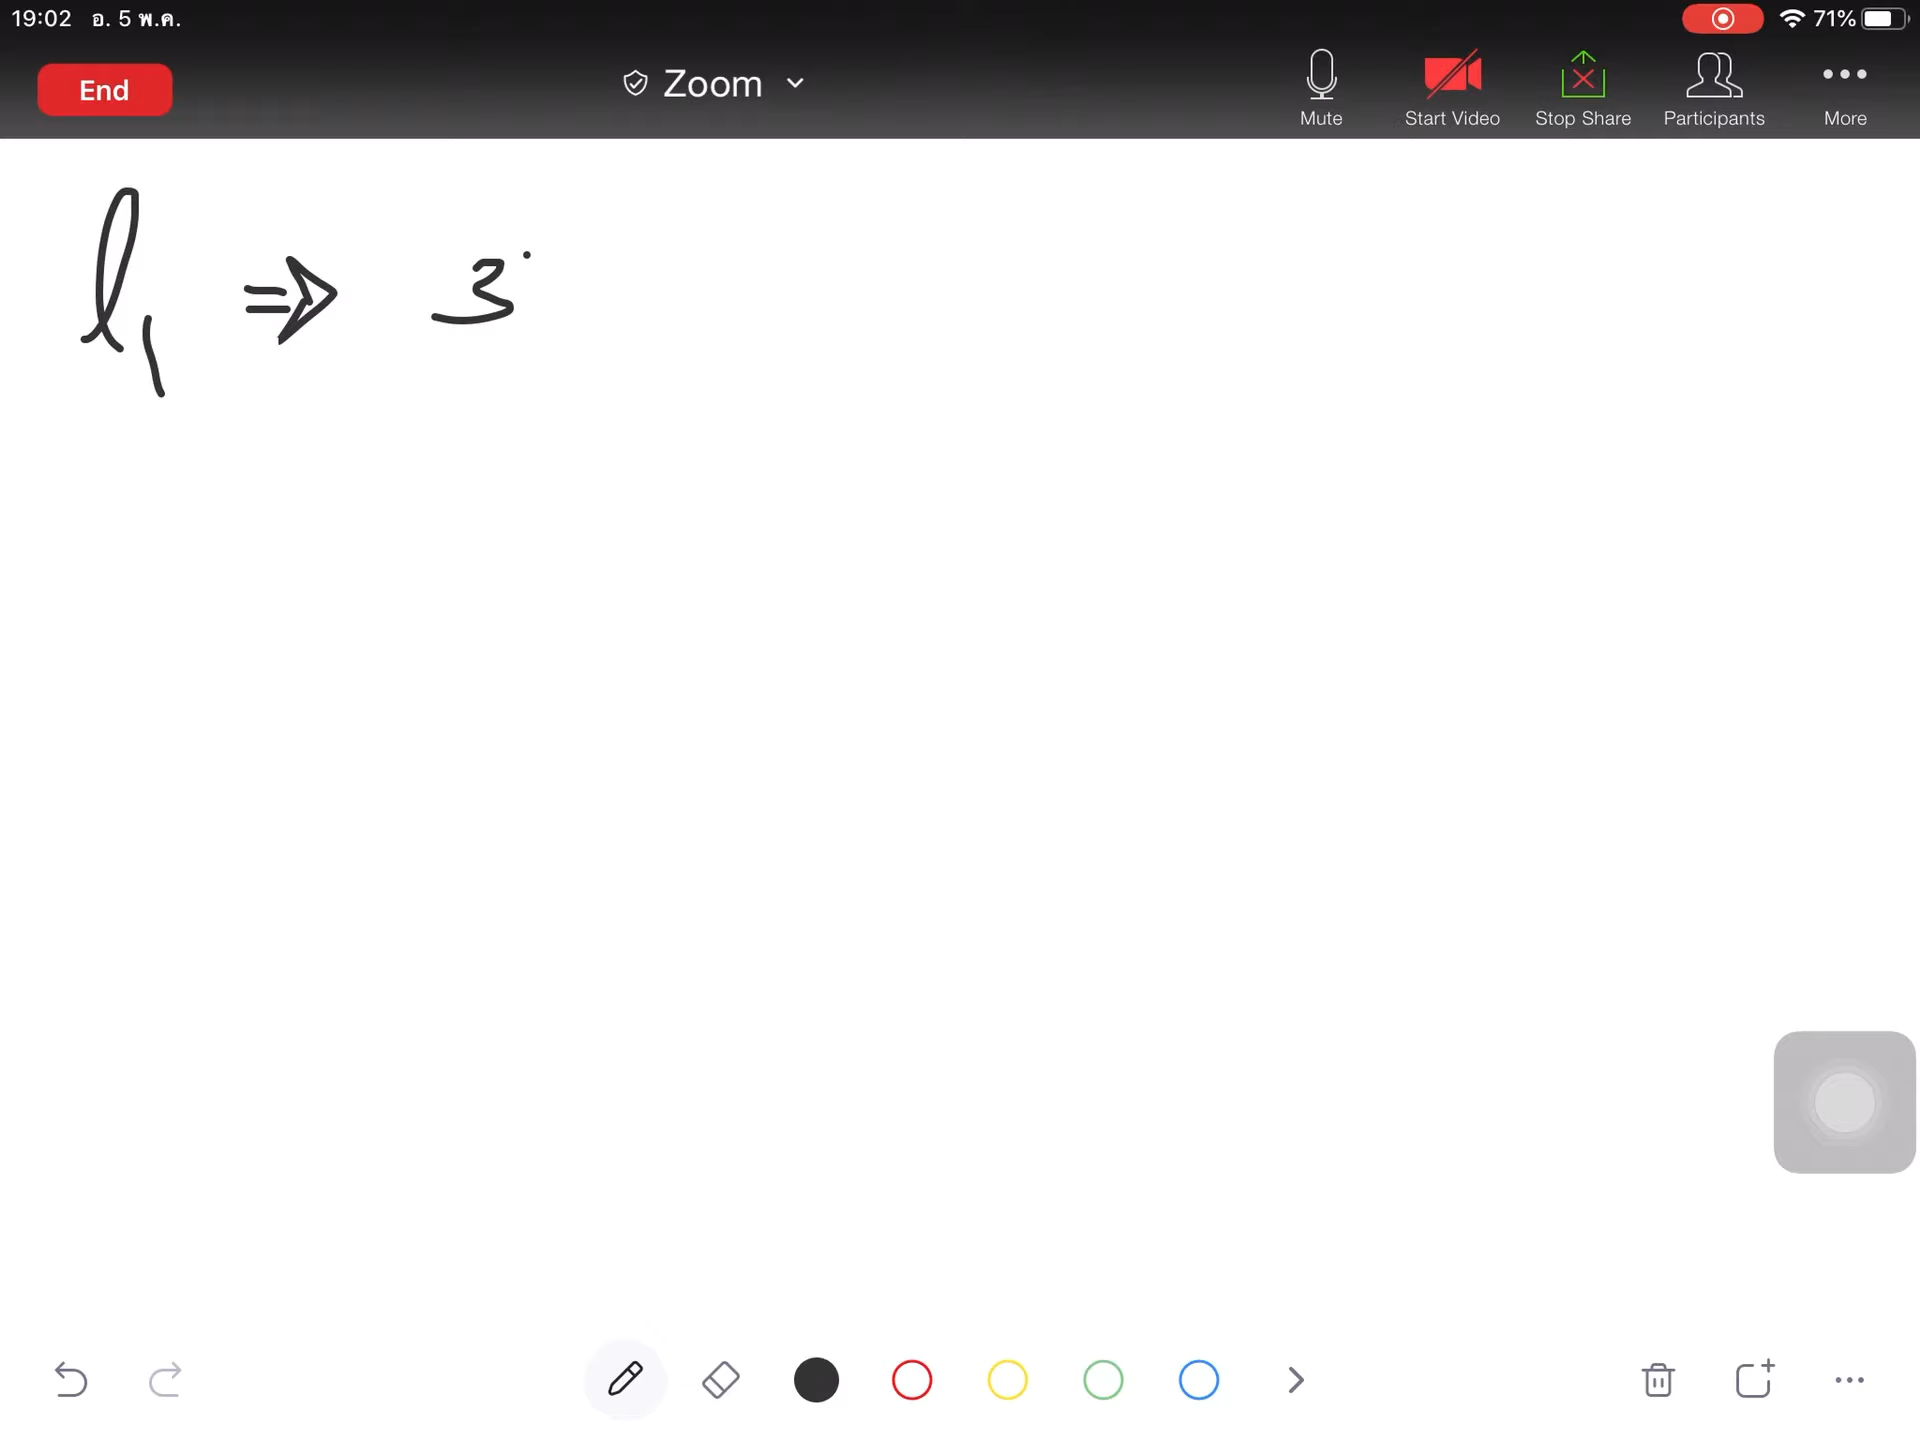 19:02 อ. 5 พ.ค. 71%
End Zoom Mute Start Video Stop Share Participants More
l₁ ⇒ 3